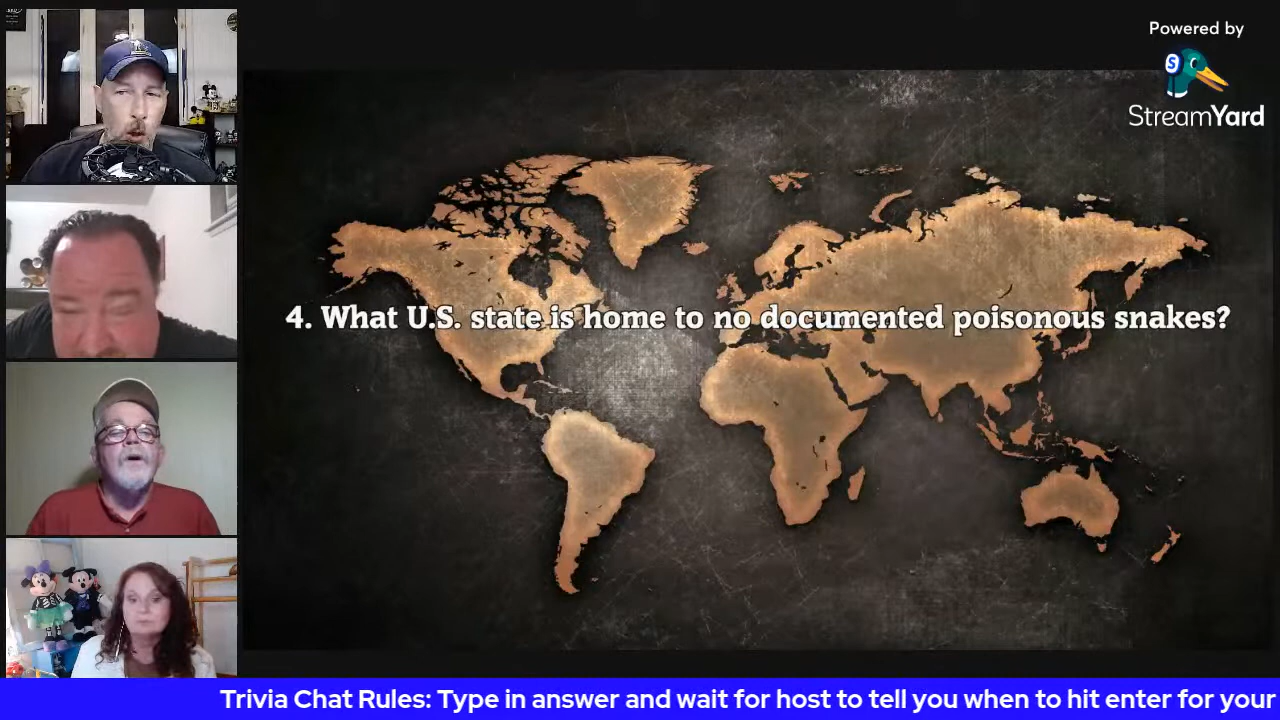 Powered by
StreamYard
4. What U.S. state is home to no documented poisonous snakes?
Trivia Chat Rules: Type in answer and wait for host to tell you when to hit enter for your